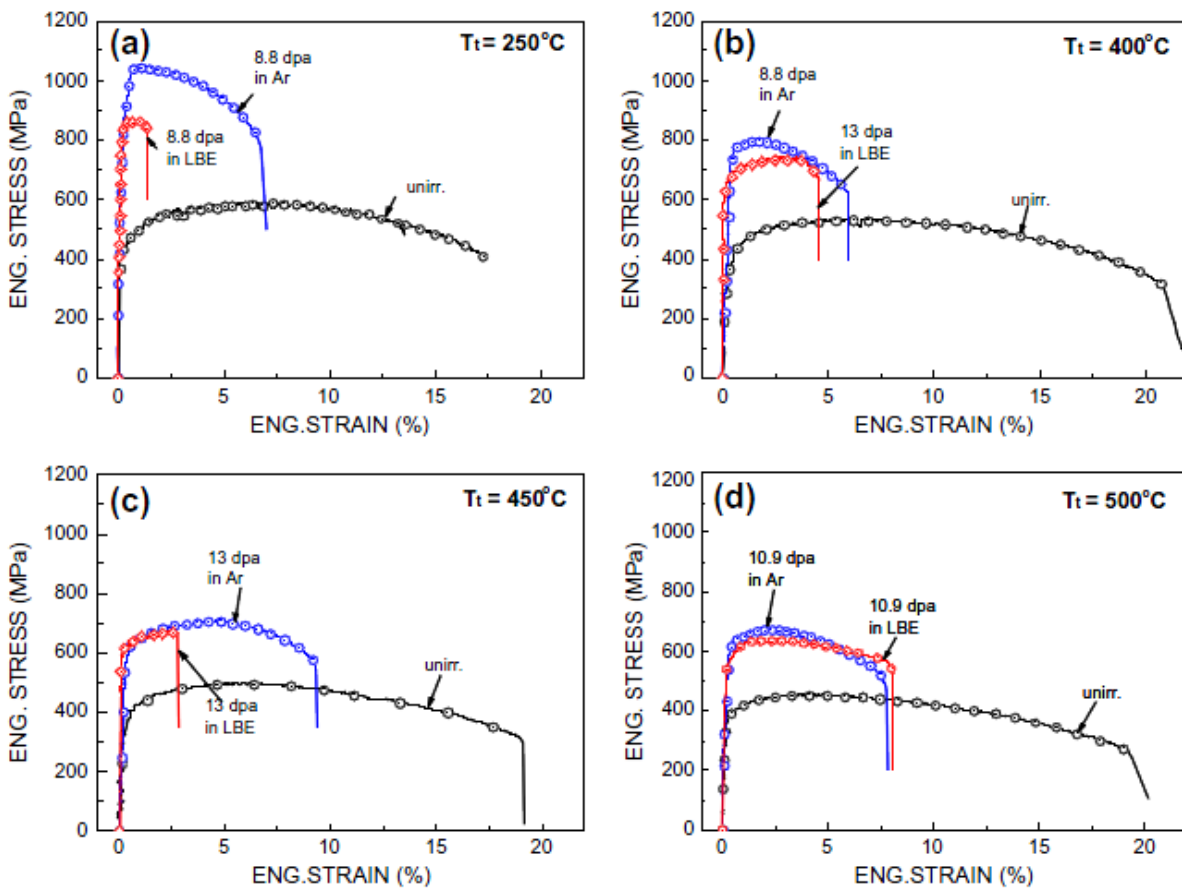 (a)
Tt = 250°C
8.8 dpa
in Ar
8.8 dpa
in LBE
unirr.
ENG. STRESS (MPa)
1200
1000
800
600
400
200
0
0 5 10 15 20
ENG.STRAIN (%)
(b)
Tt = 400°C
8.8 dpa
in Ar
13 dpa
in LBE
unirr.
ENG. STRESS (MPa)
1200
1000
800
600
400
200
0
0 5 10 15 20
ENG.STRAIN (%)
(c)
Tt = 450°C
13 dpa
in Ar
unirr.
13 dpa
in LBE
ENG. STRESS (MPa)
1200
1000
800
600
400
200
0
0 5 10 15 20
ENG.STRAIN (%)
(d)
Tt = 500°C
10.9 dpa
in Ar
10.9 dpa
in LBE
unirr.
ENG. STRESS (MPa)
1200
1000
800
600
400
200
0
0 5 10 15 20
ENG.STRAIN (%)